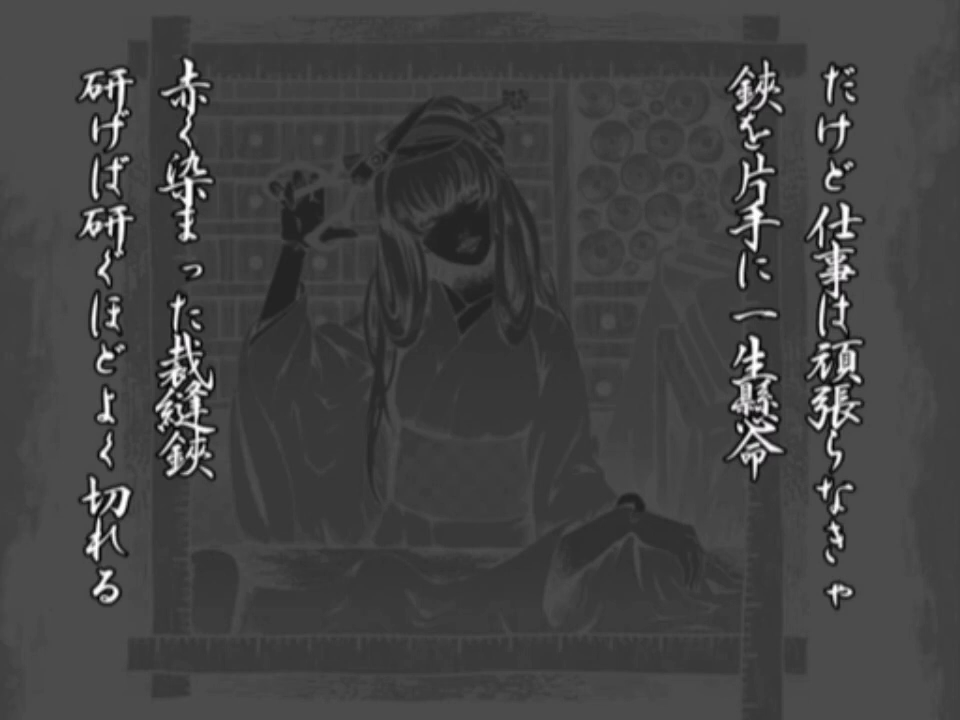 だけど仕事は頑張らなきゃ
鋏を片手に一生懸命
赤く染まった裁縫鋏
研げば研ぐほどよく切れる